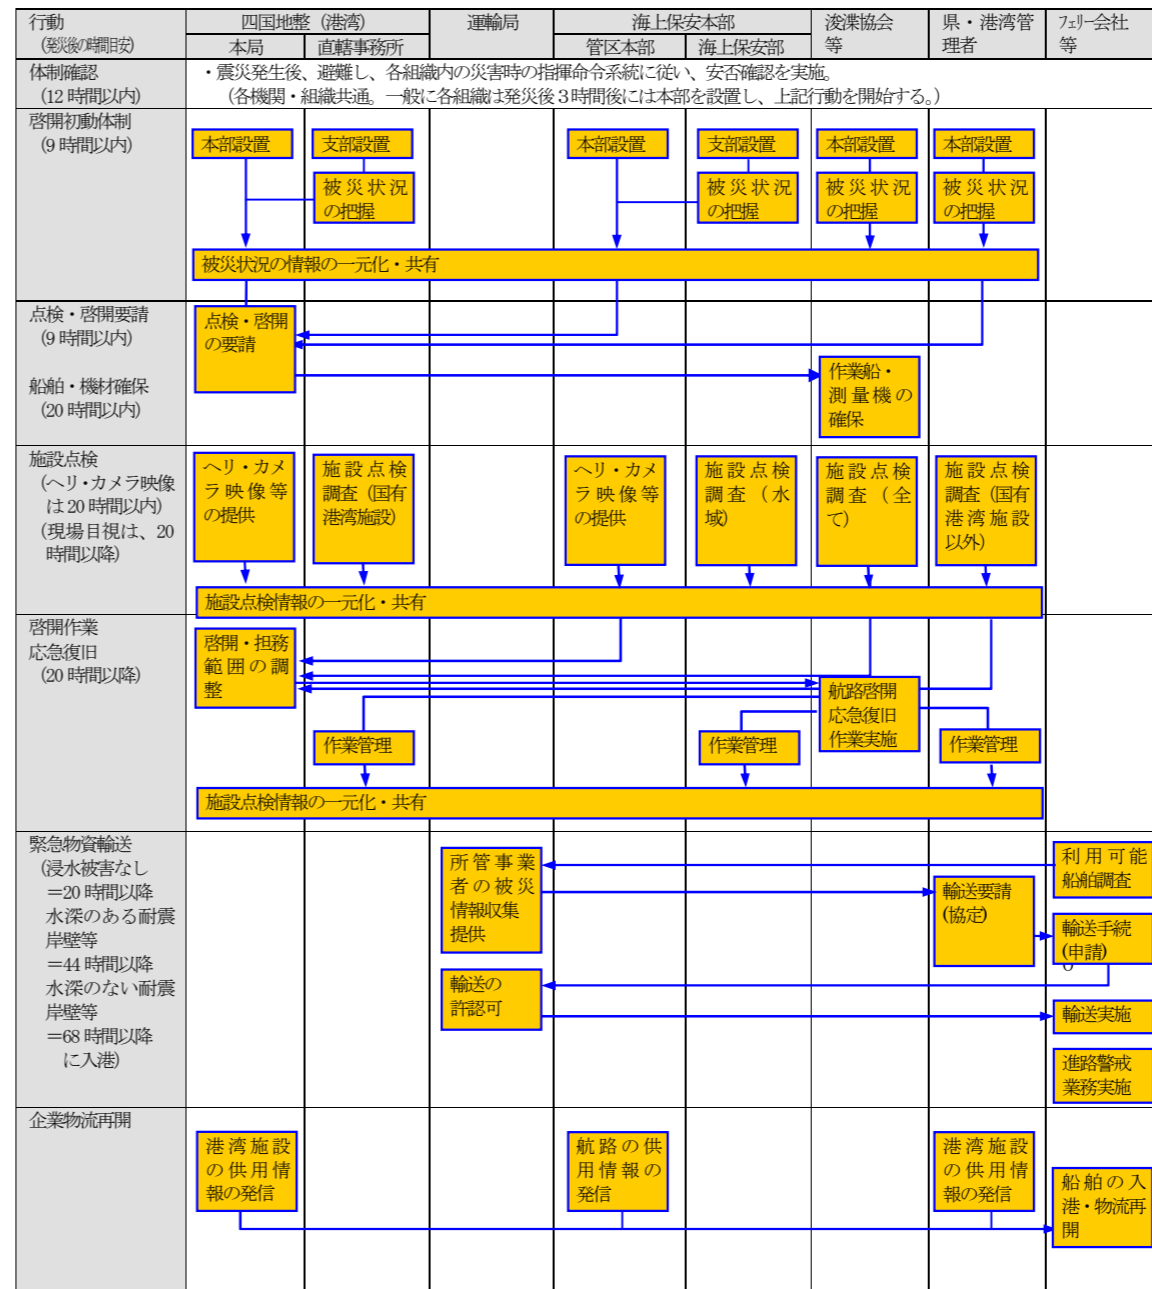 行動
(発災後の時間目安)
四国地整（港湾）
運輸局
海上保安本部
浚渫協会
等
県・港湾管
理者
フェリー会社
等
本局
直轄事務所
管区本部
海上保安部
体制確認
(12 時間以内)
・震災発生後、避難し、各組織内の災害時の指揮命令系統に従い、安否確認を実施。
（各機関・組織共通。一般に各組織は発災後３時間後には本部を設置し、上記行動を開始する。）
啓開初動体制
(9 時間以内)
本部設置
支部設置
本部設置
支部設置
本部設置
本部設置
被災状況
の把握
被災状況
の把握
被災状況
の把握
被災状況
の把握
被災状況の情報の一元化・共有
点検・啓開要請
(9 時間以内)
船舶・機材確保
(20 時間以内)
点検・啓開
の要請
作業船・
測量機の
確保
施設点検
(ヘリ・カメラ映像
は 20 時間以内)
(現場目視は、20
時間以降)
ヘリ・カメ
ラ映像等
の提供
施設点検
調査（国有
港湾施設）
ヘリ・カメ
ラ映像等
の提供
施設点検
調査（水
域）
施設点検
調査（全
て）
施設点検
調査（国有
港湾施設
以外）
施設点検情報の一元化・共有
啓開作業
応急復旧
(20 時間以降)
啓開・担務
範囲の調
整
航路啓開
応急復旧
作業実施
作業管理
作業管理
作業管理
施設点検情報の一元化・共有
緊急物資輸送
(浸水被害なし
＝20 時間以降
水深のある耐震
岸壁等
＝44 時間以降
水深のない耐震
岸壁等
＝68 時間以降
に入港)
所管事業
者の被災
情報収集
提供
利用可能
船舶調査
輸送要請
(協定)
輸送手続
(申請)
輸送の
許認可
輸送実施
進路警戒
業務実施
企業物流再開
港湾施設
の供用情
報の発信
航路の供
用情報の
発信
港湾施設
の供用情
報の発信
船舶の入
港・物流再
開